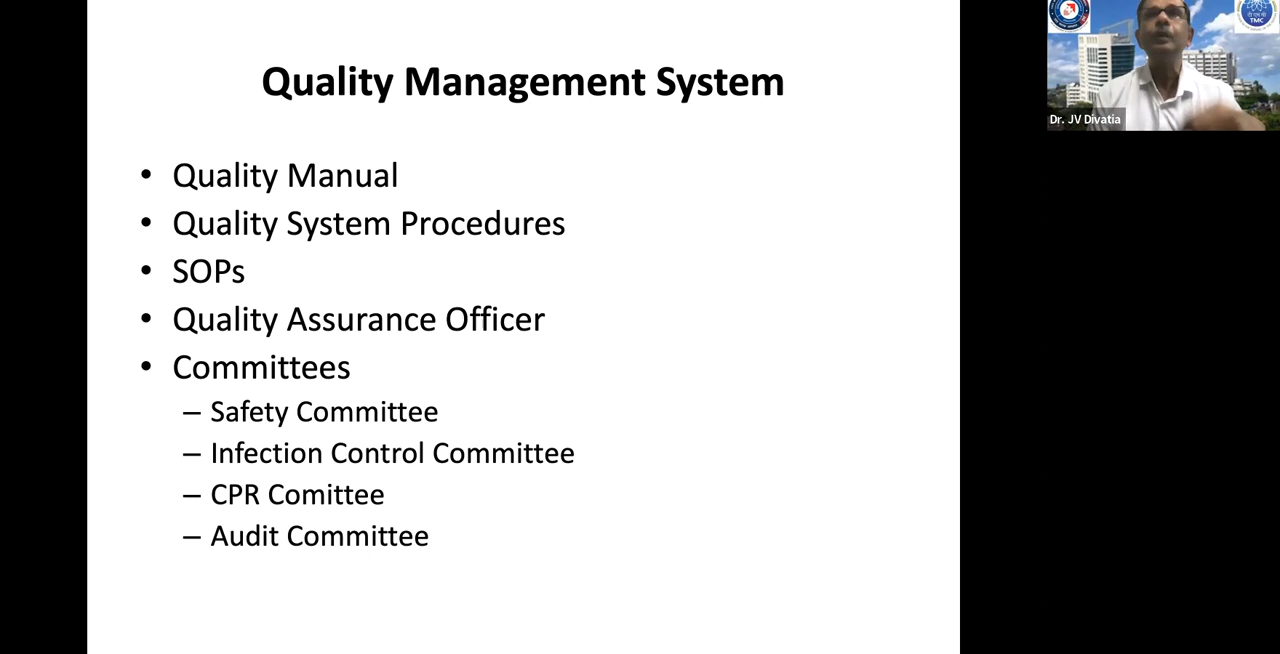 Quality Management System
• Quality Manual
• Quality System Procedures
• SOPs
• Quality Assurance Officer
• Committees
– Safety Committee
– Infection Control Committee
– CPR Comittee
– Audit Committee
TMC
Dr. JV Divatia